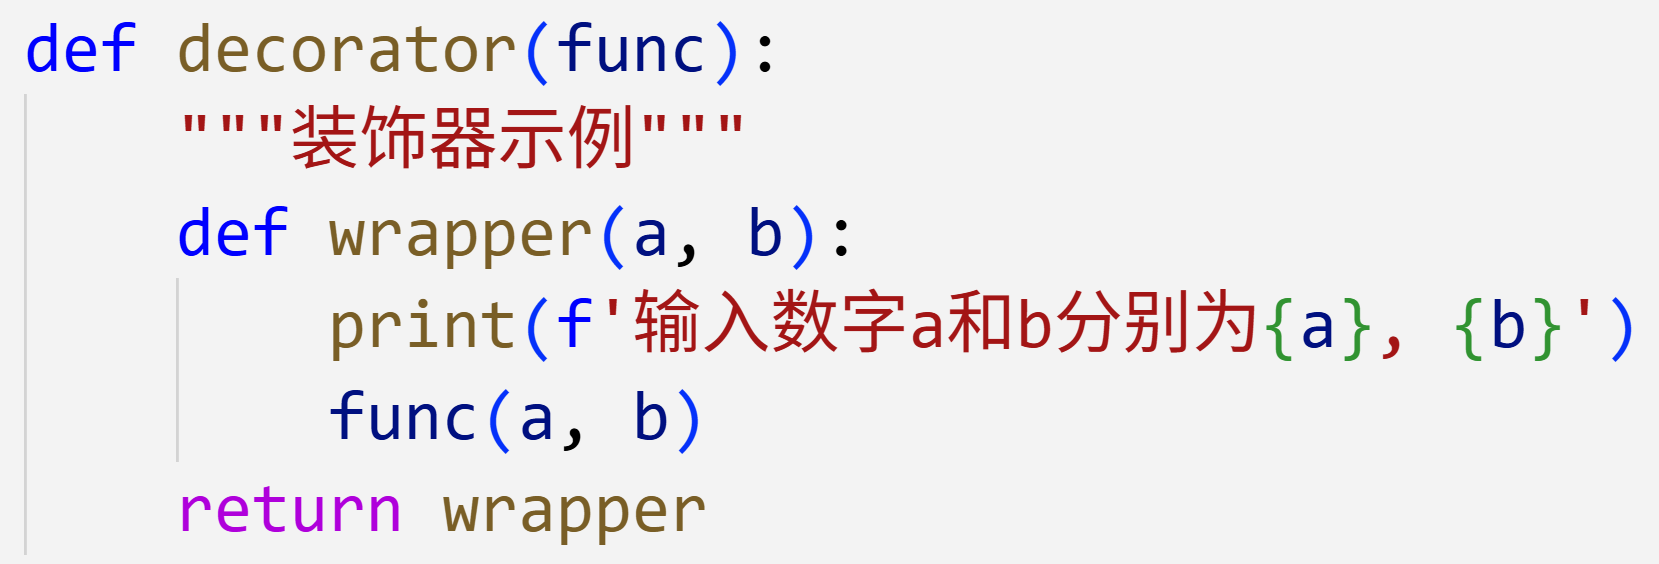 def decorator(func):
    """装饰器示例"""
    def wrapper(a, b):
        print(f'输入数字a和b分别为{a}, {b}')
        func(a, b)
    return wrapper